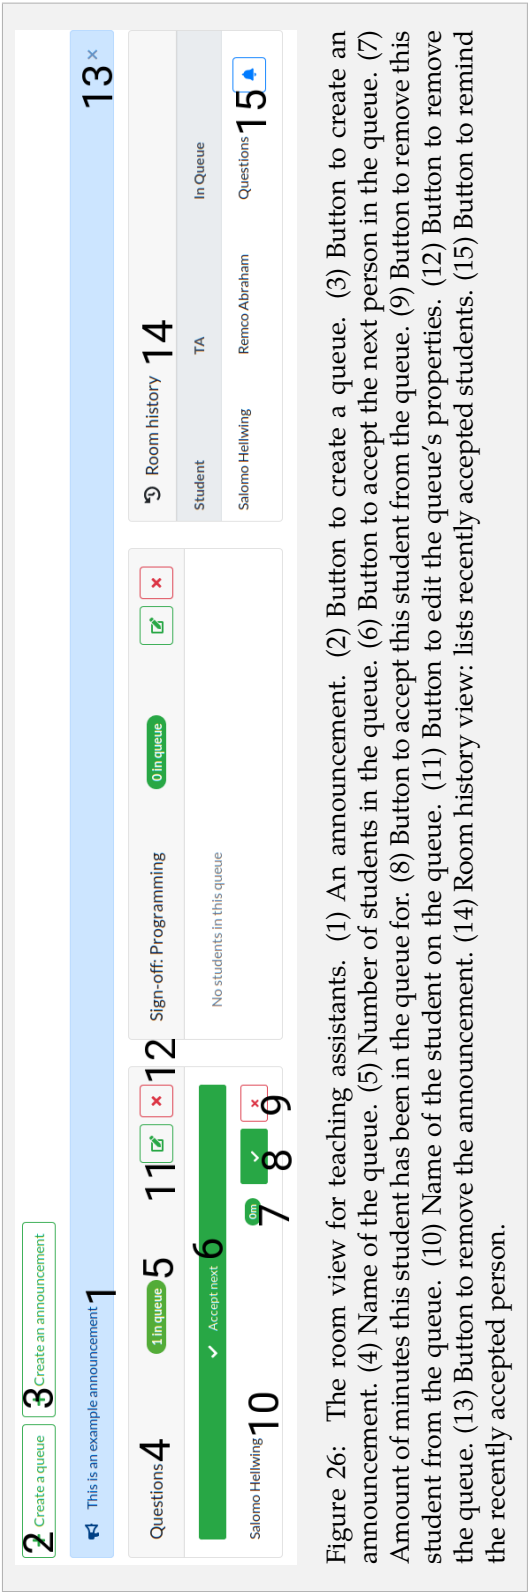 2 Create a queue
3 Create an announcement
This is an example announcement 1
13 ×
Questions 4
1 in queue 5
11
12
Accept next 6
Salomo Hellwing 10
0m 7
8
9
Sign-off: Programming
0 in queue
No students in this queue
Room history 14
Student TA In Queue
Salomo Hellwing Remco Abraham Questions 15
Figure 26: The room view for teaching assistants. (1) An announcement. (2) Button to create a queue. (3) Button to create an
announcement. (4) Name of the queue. (5) Number of students in the queue. (6) Button to accept the next person in the queue. (7)
Amount of minutes this student has been in the queue for. (8) Button to accept this student from the queue. (9) Button to remove this
student from the queue. (10) Name of the student on the queue. (11) Button to edit the queue's properties. (12) Button to remove
the queue. (13) Button to remove the announcement. (14) Room history view: lists recently accepted students. (15) Button to remind
the recently accepted person.